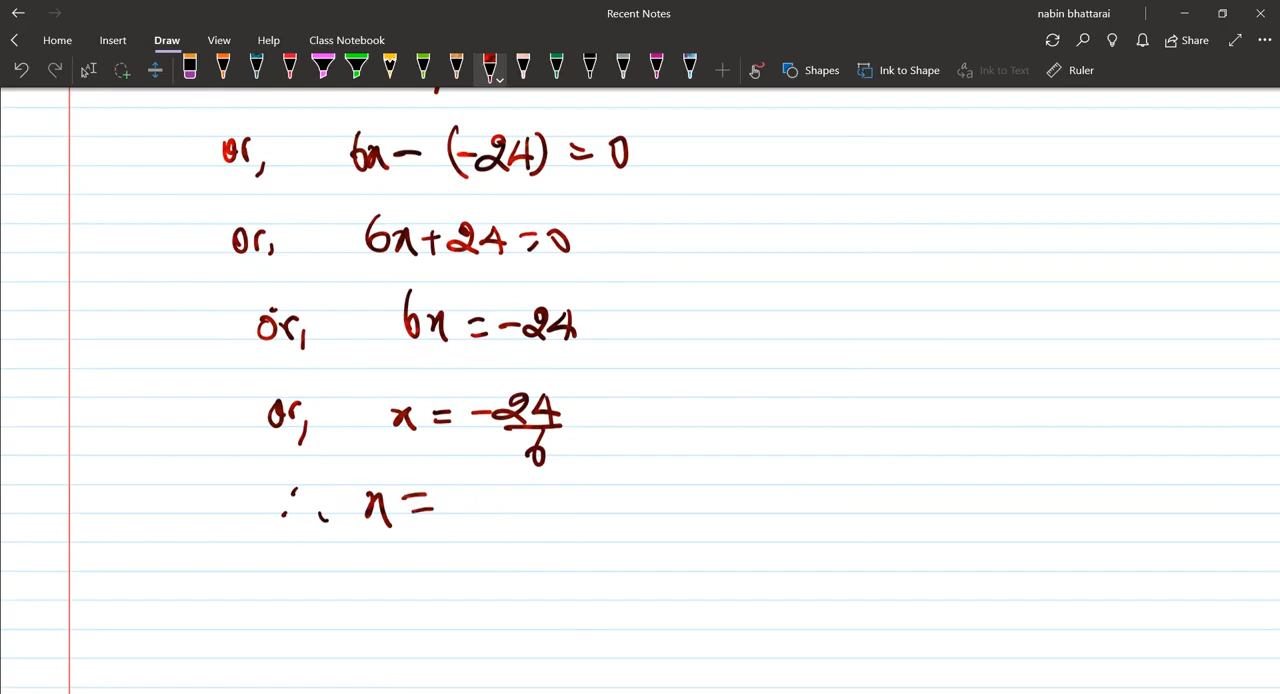 Recent Notes
nabin bhattarai
Home Insert Draw View Help Class Notebook
Share
Shapes Ink to Shape Ink to Text Ruler
or, 6x - (-24) = 0
or, 6x + 24 = 0
or, 6x = -24
or, x = -24/6
∴ x =